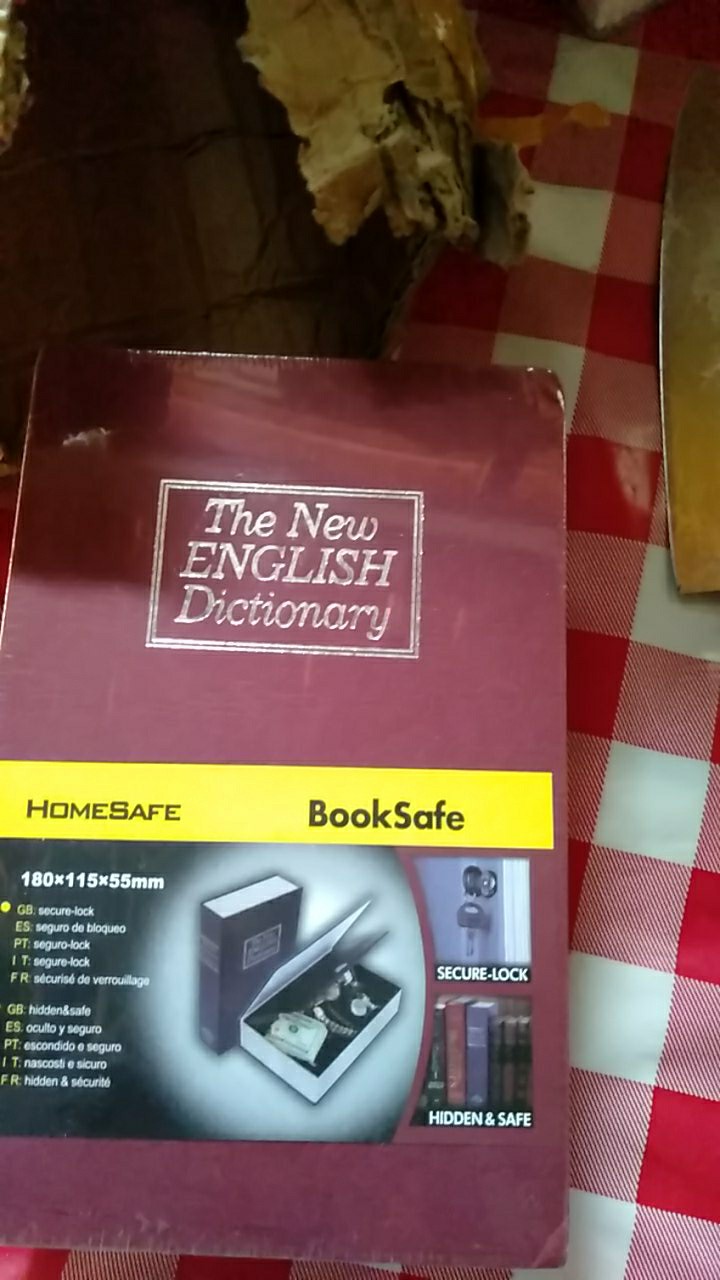 The New
ENGLISH
Dictionary
HOMESAFE BookSafe
180×115×55mm
GB: secure-lock
ES: seguro de bloqueo
PT: seguro-lock
I T: segure-lock
F R: sécurisé de verrouillage
GB: hidden&safe
ES: oculto y seguro
PT: escondido e seguro
I T: nascosti e sicuro
F R: hidden & sécurité
SECURE-LOCK
HIDDEN & SAFE